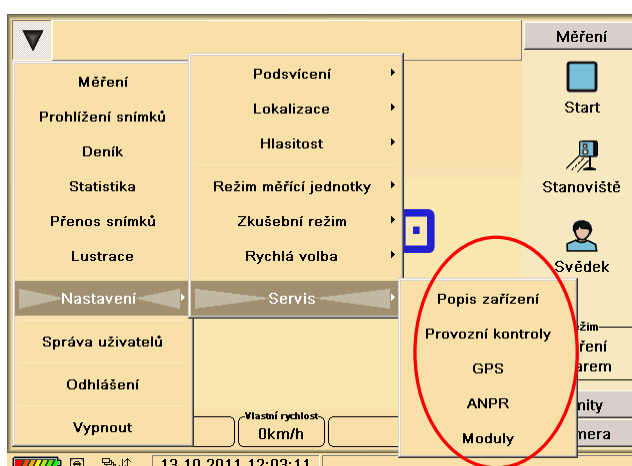 Měření
Prohlížení snímků
Deník
Statistika
Přenos snímků
Lustrace
Nastavení
Správa uživatelů
Odhlášení
Vypnout
Podsvícení
Lokalizace
Hlasitost
Režim měřící jednotky
Zkušební režim
Rychlá volba
Servis
Popis zařízení
Provozní kontroly
GPS
ANPR
Moduly
Měření
Start
Stanoviště
Svědek
Vlastní rychlost
0km/h
13.10.2011 12:03:11